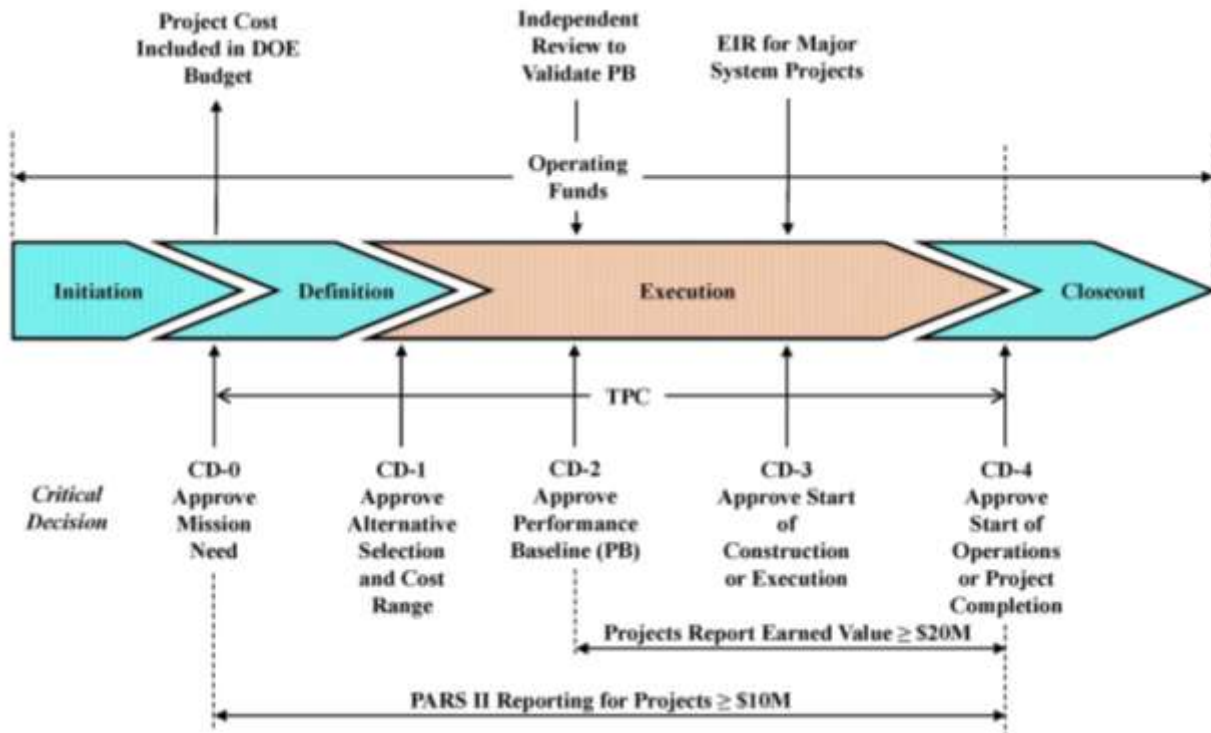 Project Cost
Included in DOE
Budget
Independent
Review to
Validate PB
EIR for Major
System Projects
Operating
Funds
Initiation
Definition
Execution
Closeout
TPC
Critical
Decision
CD-0
Approve
Mission
Need
CD-1
Approve
Alternative
Selection
and Cost
Range
CD-2
Approve
Performance
Baseline (PB)
CD-3
Approve Start
of
Construction
or Execution
CD-4
Approve
Start of
Operations
or Project
Completion
Projects Report Earned Value ≥ $20M
PARS II Reporting for Projects ≥ $10M